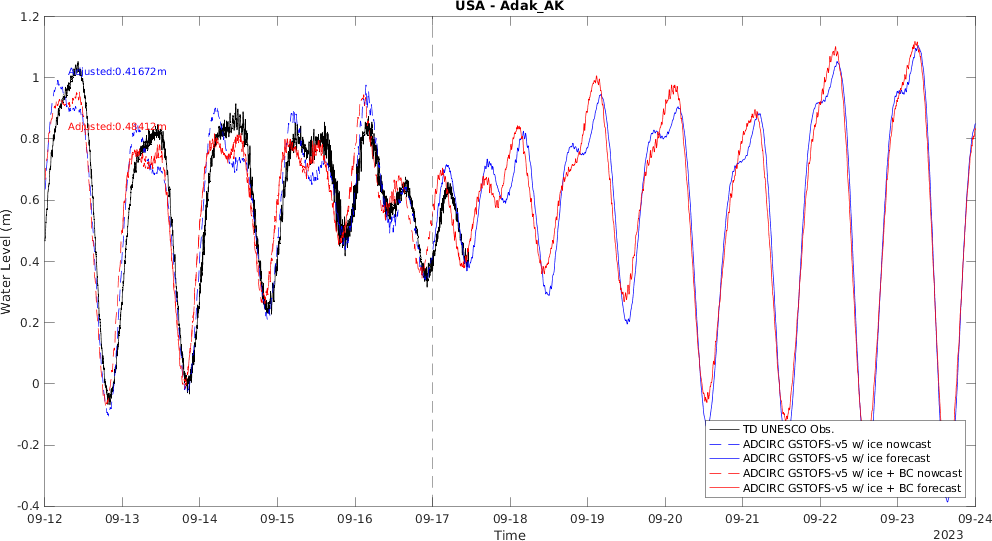 USA - Adak_AK
1.2
1
0.8
0.6
0.4
0.2
0
-0.2
-0.4
Water Level (m)
Adjusted:0.41672m
Adjusted:0.48412m
TD UNESCO Obs.
ADCIRC GSTOFS-v5 w/ ice nowcast
ADCIRC GSTOFS-v5 w/ ice forecast
ADCIRC GSTOFS-v5 w/ ice + BC nowcast
ADCIRC GSTOFS-v5 w/ ice + BC forecast
09-12 09-13 09-14 09-15 09-16 09-17 09-18 09-19 09-20 09-21 09-22 09-23 09-24
Time
2023